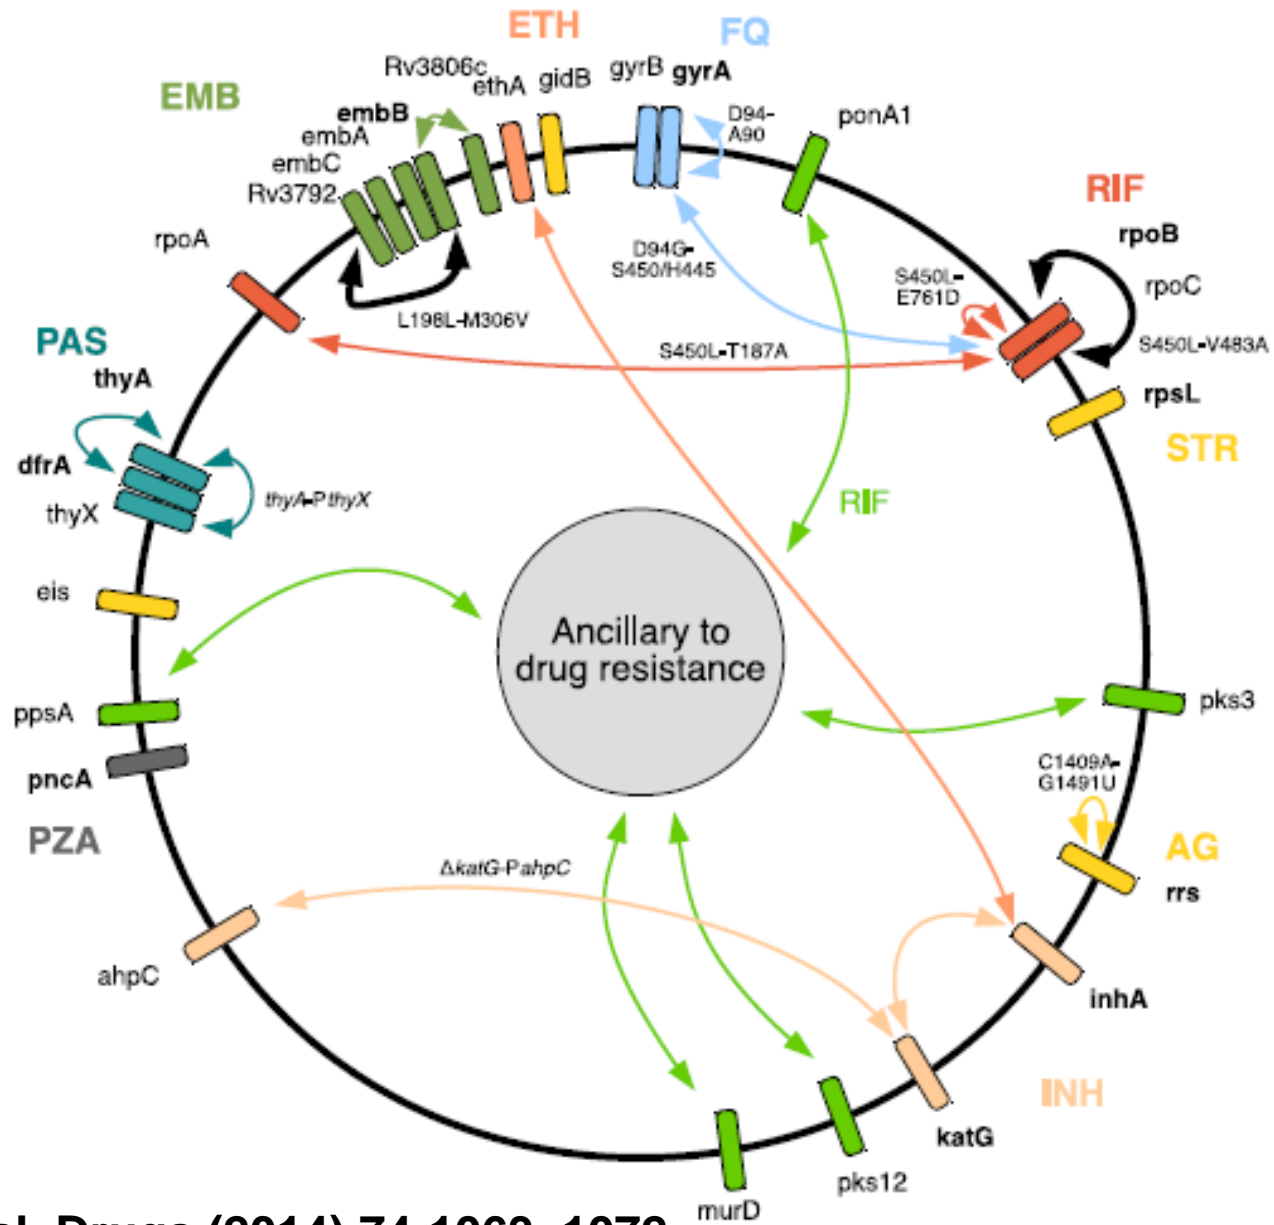 ETH
FQ
Rv3806c
ethA
gidB
gyrB
gyrA
EMB
embB
embA
embC
Rv3792
D94-
A90
ponA1
RIF
rpoB
rpoC
rpoA
D94G-
S450/H445
S450L-
E761D
L198L-M306V
S450L-T187A
S450L-V483A
rpsL
STR
PAS
thyA
dfrA
thyX
thyA-PthyX
RIF
eis
Ancillary to
drug resistance
ppsA
pks3
pncA
PZA
C1409A-
G1491U
AG
rrs
ΔkatG-PahpC
ahpC
inhA
INH
katG
pks12
murD